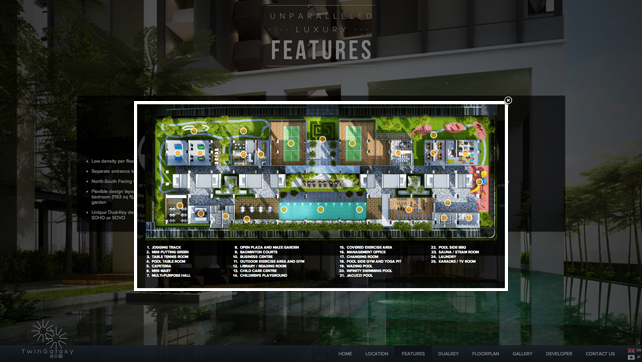 UNPARALLELED
LUXURY
FEATURES
Low density per floo
Separate entrance b
North-South Facing
Flexible design layou
bedroom
garden
Unique Dual-Key de
SOHO or SOVO
1. JOGGING TRACK
2. MINI PUTTING GREEN
3. TABLE TENNIS ROOM
4. POOL TABLE ROOM
5. CAFETERIA
6. MINI MART
7. MULTI-PURPOSE HALL
8. OPEN PLAZA AND MAZE GARDEN
9. BADMINTON COURTS
10. BUSINESS CENTRE
11. OUTDOOR EXERCISE AREA AND GYM
12. LIBRARY / READING ROOM
13. CHILD CARE CENTRE
14. CHILDREN'S PLAYGROUND
15. COVERED EXERCISE AREA
16. MANAGEMENT OFFICE
17. CHANGING ROOM
18. POOL SIDE GYM AND YOGA PIT
19. WADING POOL
20. INFINITY SWIMMING POOL
21. JACUZZI POOL
22. POOL SIDE BBQ
23. SAUNA / STEAM ROOM
24. LAUNDRY
25. KARAOKE / TV ROOM
TwinGalaxy
HOME
LOCATION
FEATURES
DUALKEY
FLOORPLAN
GALLERY
DEVELOPER
CONTACT US